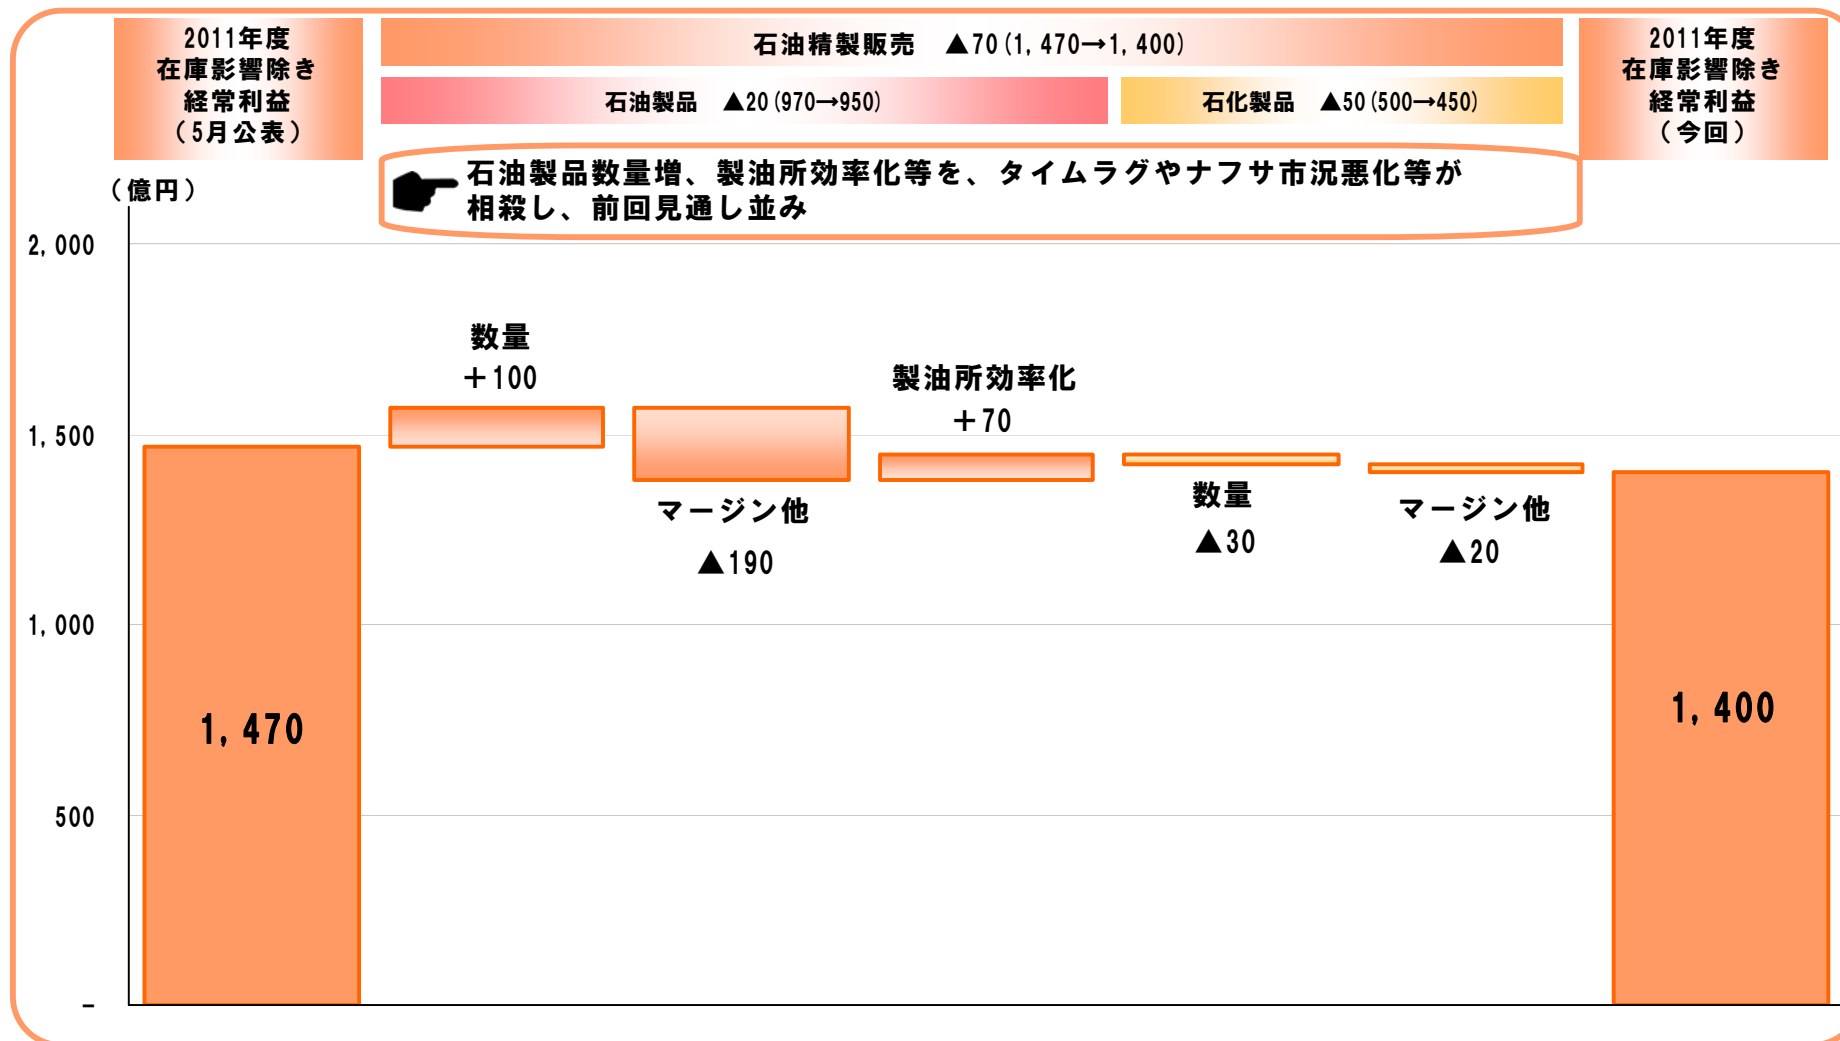 2011年度
在庫影響除き
経常利益
（5月公表）
石油精製販売　▲70(1,470→1,400)
石油製品　▲20(970→950)
石化製品　▲50(500→450)
2011年度
在庫影響除き
経常利益
（今回）
石油製品数量増、製油所効率化等を、タイムラグやナフサ市況悪化等が
相殺し、前回見通し並み
（億円）
2,000
1,500
1,000
500
－
数量
＋100
マージン他
▲190
製油所効率化
＋70
数量
▲30
マージン他
▲20
1,470
1,400